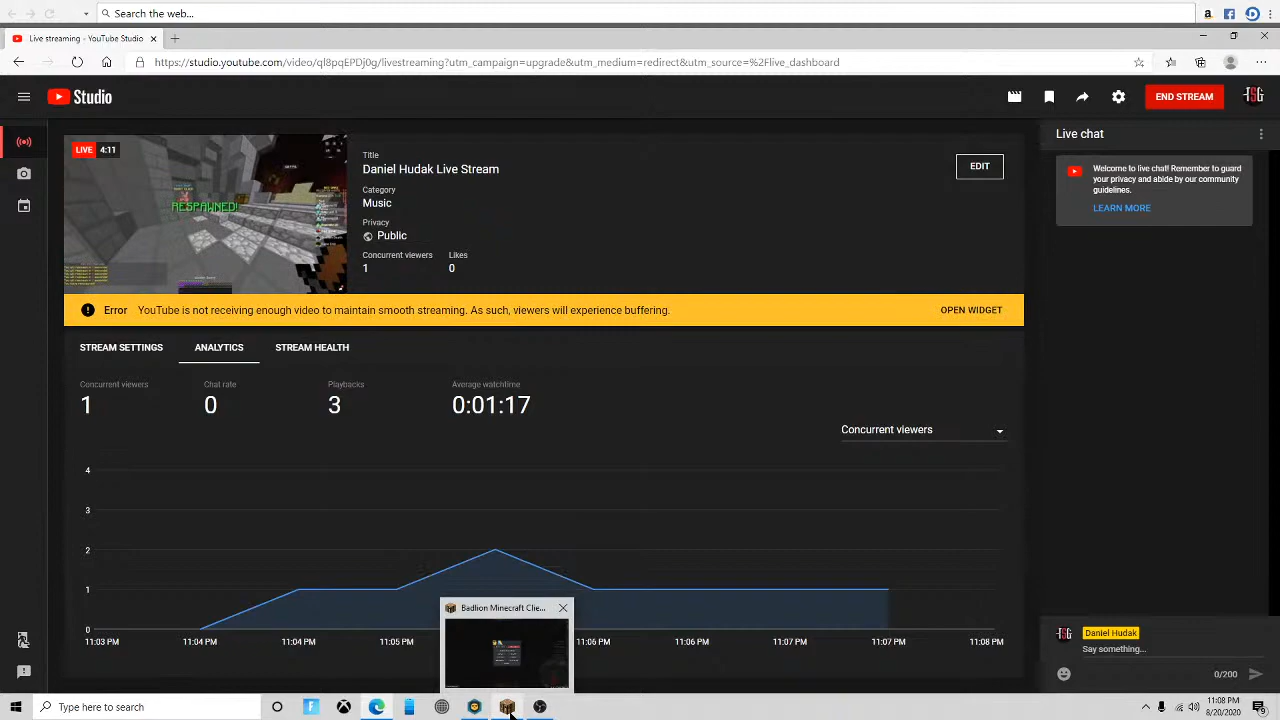 Search the web...
Live streaming - YouTube Studio
https://studio.youtube.com/video/ql8pqEPDj0g/livestreaming?utm_campaign=upgrade&utm_medium=redirect&utm_source=%2Flive_dashboard
Studio
END STREAM
TSG
LIVE 4:11
RESPAWNED!
Title
Daniel Hudak Live Stream
EDIT
Category
Music
Privacy
Public
Concurrent viewers Likes
1 0
Live chat
Welcome to live chat! Remember to guard
your privacy and abide by our community
guidelines.
LEARN MORE
Error YouTube is not receiving enough video to maintain smooth streaming. As such, viewers will experience buffering. OPEN WIDGET
STREAM SETTINGS ANALYTICS STREAM HEALTH
Concurrent viewers Chat rate Playbacks Average watchtime
1 0 3 0:01:17
Concurrent viewers
4
3
2
1
0
11:03 PM 11:04 PM 11:04 PM 11:05 PM 11:06 PM 11:06 PM 11:07 PM 11:07 PM 11:08 PM
Badlion Minecraft Clie...
TSG
Daniel Hudak
Say something...
0/200
Type here to search
11:08 PM
8/20/2020